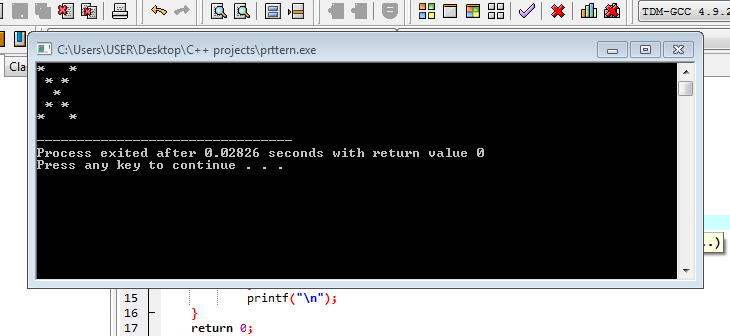 TDM-GCC 4.9.2
Clas
C:\Users\USER\Desktop\C++ projects\prttern.exe
*   *
 * *
  *
 * *
*   *
--------------------------------
Process exited after 0.02826 seconds with return value 0
Press any key to continue . . .
..)
15 printf("\n");
16 }
17 return 0;